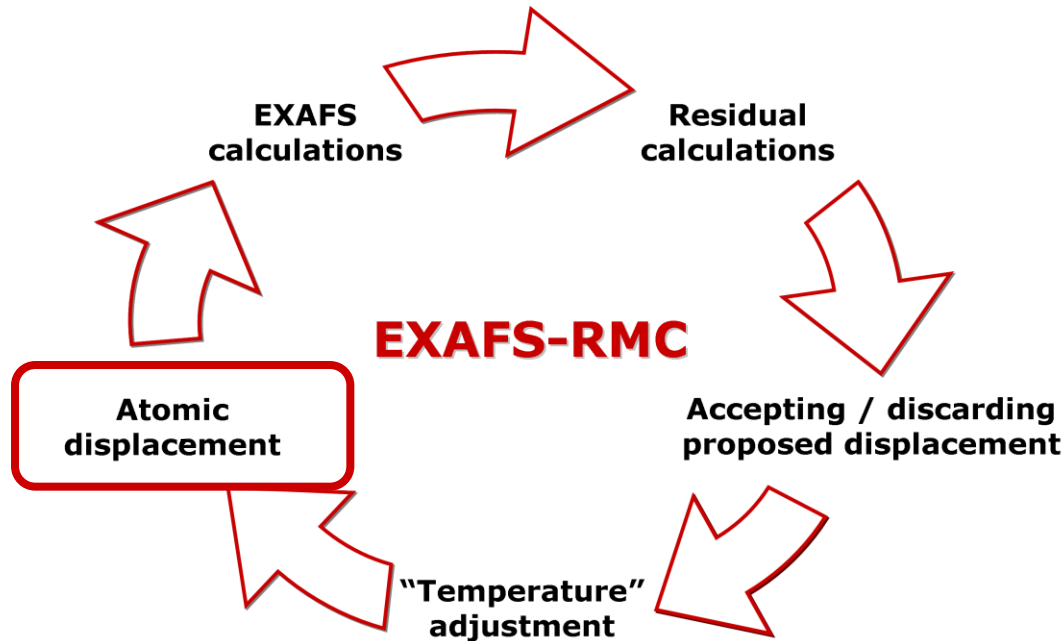 EXAFS
calculations
Residual
calculations
EXAFS-RMC
Atomic
displacement
Accepting / discarding
proposed displacement
“Temperature”
adjustment